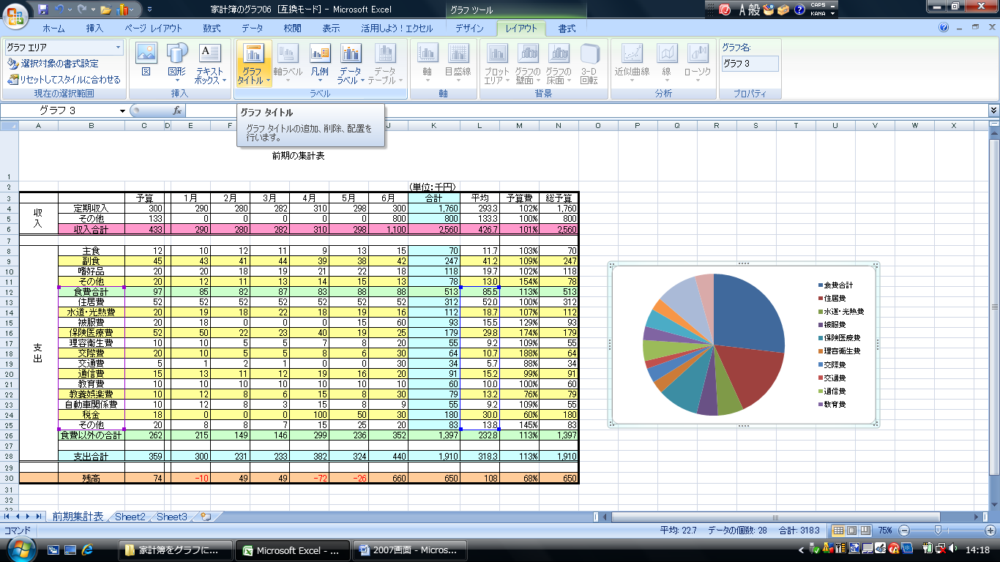 家計簿のグラフ06 [互換モード] - Microsoft Excel
グラフ ツール
A 般 CAPS KANA
ホーム 挿入 ページ レイアウト 数式 データ 校閲 表示 活用しよう！エクセル デザイン レイアウト 書式
グラフ エリア
選択対象の書式設定
リセットしてスタイルに合わせる
現在の選択範囲
図 図形 テキスト ボックス
挿入
グラフ タイトル 軸ラベル 凡例 データ ラベル データ テーブル
ラベル
軸 目盛線
軸
プロット エリア グラフの 壁面 グラフの 床面 3-D 回転
背景
近似曲線 線 ローソク
分析
グラフ名:
グラフ 3
プロパティ
グラフ 3 fx
グラフ タイトル
グラフ タイトルの追加、削除、配置を
行います。
A B C D E F J K L M N O P Q R S T U V W X
前期の集計表
1
2 (単位:千円)
3 予算 1月 2月 3月 4月 5月 6月 合計 平均 予算費 総予算
4 定期収入 300 290 280 282 310 298 300 1,760 293.3 102% 1,760
収入
5 その他 133 0 0 0 0 0 800 800 133.3 100% 800
6 収入合計 433 290 280 282 310 298 1,100 2,560 426.7 101% 2,560
7
8 主食 12 10 12 11 9 13 15 70 11.7 103% 70
9 副食 45 43 41 44 39 38 42 247 41.2 109% 247
10 嗜好品 20 20 18 19 21 22 18 118 19.7 102% 118
11 その他 20 12 11 13 14 15 13 78 13.0 154% 78
12 食費合計 97 85 82 87 83 88 88 513 85.5 113% 513
13 住居費 52 52 52 52 52 52 52 312 52.0 100% 312
14 水道・光熱費 20 19 18 22 18 19 16 112 18.7 107% 112
15 被服費 20 18 0 0 0 15 60 93 15.5 129% 93
16 保険医療費 52 50 22 23 40 19 25 179 29.8 174% 179
17 理容衛生費 10 10 5 5 7 8 20 55 9.2 109% 55
支出
18 交際費 20 10 5 5 8 6 30 64 10.7 188% 64
19 交通費 5 1 2 1 0 0 30 34 5.7 88% 34
20 通信費 15 13 11 12 19 16 20 91 15.2 99% 91
21 教育費 10 10 10 10 10 10 10 60 10.0 100% 60
22 教養娯楽費 10 12 8 6 15 8 30 79 13.2 76% 79
23 自動車関係費 10 12 8 3 15 8 9 55 9.2 109% 55
24 税金 18 0 0 0 100 50 30 180 30.0 60% 180
25 その他 20 8 8 7 15 25 20 83 13.8 145% 83
26 食費以外の合計 262 215 149 146 299 236 352 1,397 232.8 113% 1,397
27
28 支出合計 359 300 231 233 382 324 440 1,910 318.3 113% 1,910
29
30 残高 74 -10 49 49 -72 -26 660 650 108 68% 650
31
32
食費合計
住居費
水道・光熱費
被服費
保険医療費
理容衛生費
交際費
交通費
通信費
教育費
前期集計表 Sheet2 Sheet3
コマンド 平均: 22.7 データの個数: 28 合計: 318.3 75%
家計簿をグラフに... Microsoft Excel - ... 2007画面 - Micros... 14:18